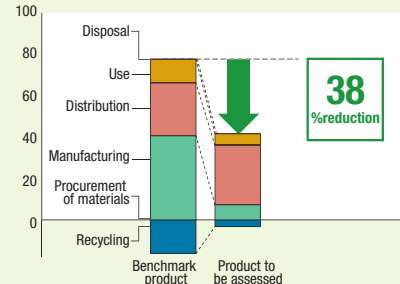 100
80
60
40
20
0
Disposal
Use
Distribution
Manufacturing
Procurement
of materials
Recycling
38
%reduction
Benchmark
product
Product to
be assessed